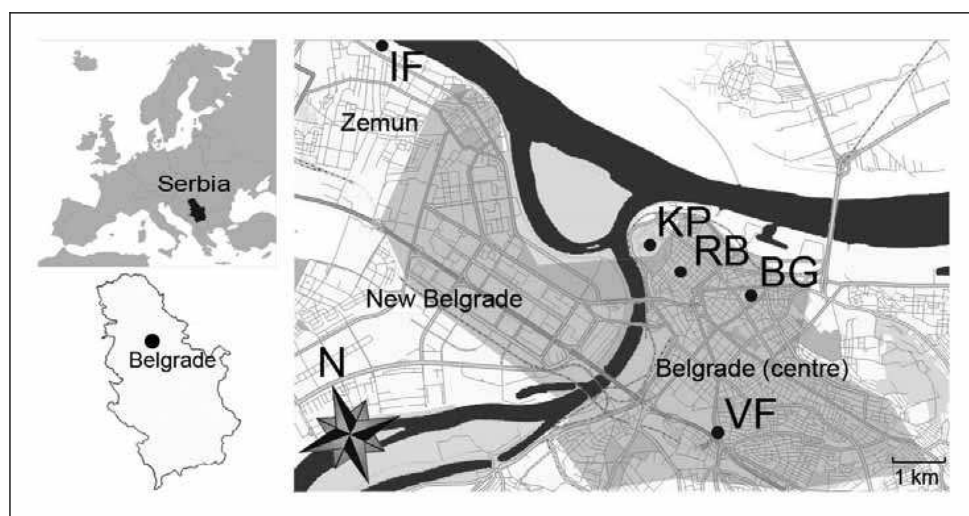 Serbia
Belgrade
IF
Zemun
KP
RB
BG
New Belgrade
N
Belgrade (centre)
VF
1 km